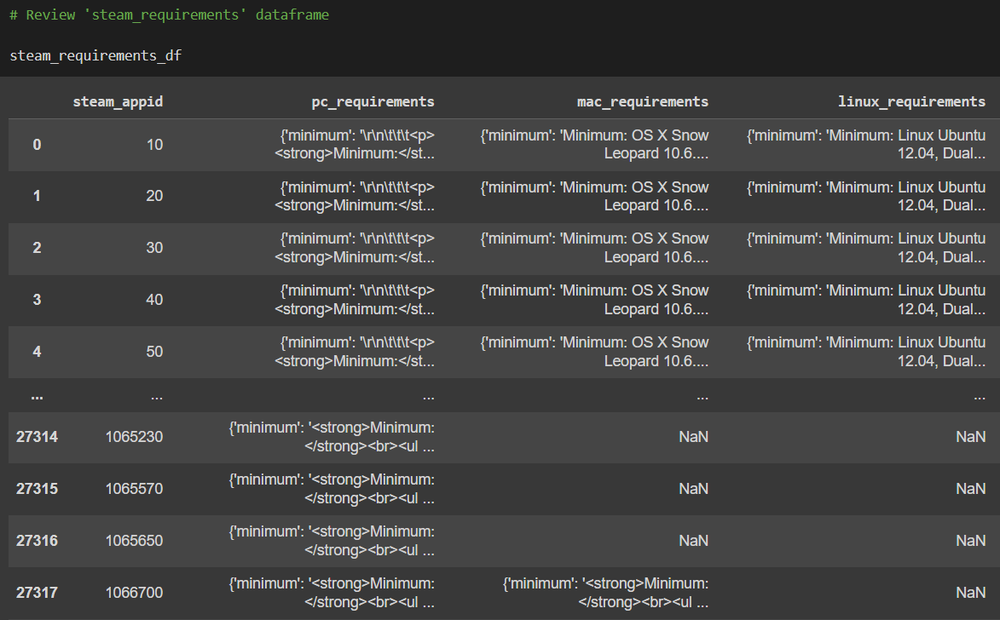 # Review 'steam_requirements' dataframe
steam_requirements_df
steam_appid pc_requirements mac_requirements linux_requirements
0 10 {'minimum': '\r\n\t\t\t<p> {'minimum': 'Minimum: OS X Snow {'minimum': 'Minimum: Linux Ubuntu
<strong>Minimum:</st... Leopard 10.6.... 12.04, Dual...
1 20 {'minimum': '\r\n\t\t\t<p> {'minimum': 'Minimum: OS X Snow {'minimum': 'Minimum: Linux Ubuntu
<strong>Minimum:</st... Leopard 10.6.... 12.04, Dual...
2 30 {'minimum': '\r\n\t\t\t<p> {'minimum': 'Minimum: OS X Snow {'minimum': 'Minimum: Linux Ubuntu
<strong>Minimum:</st... Leopard 10.6.... 12.04, Dual...
3 40 {'minimum': '\r\n\t\t\t<p> {'minimum': 'Minimum: OS X Snow {'minimum': 'Minimum: Linux Ubuntu
<strong>Minimum:</st... Leopard 10.6.... 12.04, Dual...
4 50 {'minimum': '\r\n\t\t\t<p> {'minimum': 'Minimum: OS X Snow {'minimum': 'Minimum: Linux Ubuntu
<strong>Minimum:</st... Leopard 10.6.... 12.04, Dual...
... ... ... ... ...
27314 1065230 {'minimum': '<strong>Minimum: NaN NaN
</strong><br><ul ...
27315 1065570 {'minimum': '<strong>Minimum: NaN NaN
</strong><br><ul ...
27316 1065650 {'minimum': '<strong>Minimum: NaN NaN
</strong><br><ul ...
27317 1066700 {'minimum': '<strong>Minimum: {'minimum': '<strong>Minimum: NaN
</strong><br><ul ... </strong><br><ul ...